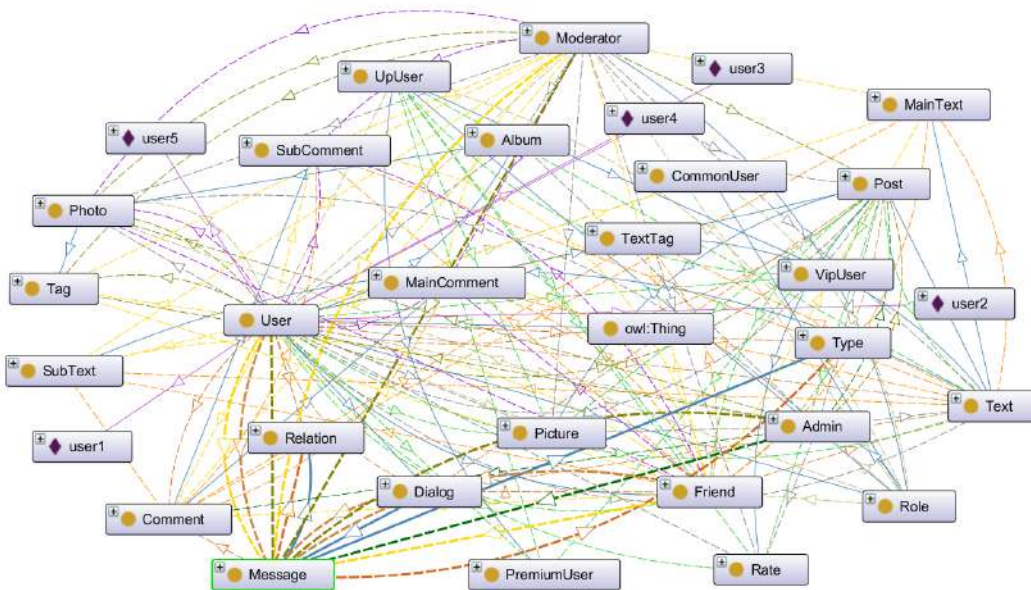 Moderator
user3
UpUser
MainText
user4
user5
SubComment
Album
CommonUser
Post
Photo
TextTag
Tag
MainComment
VipUser
User
owl:Thing
user2
Type
SubText
Text
user1
Relation
Picture
Admin
Comment
Dialog
Friend
Role
Message
PremiumUser
Rate